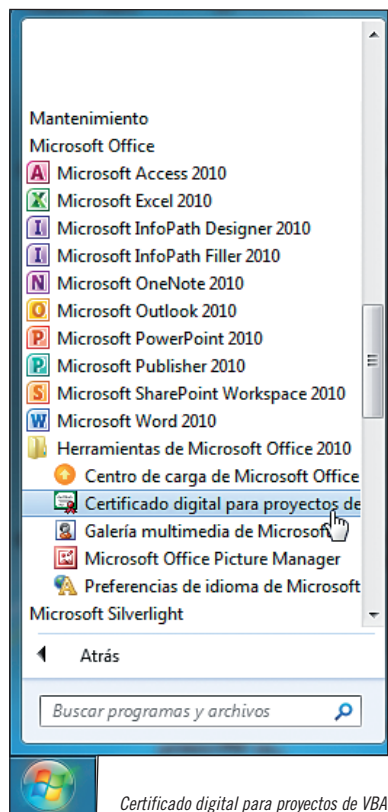 Mantenimiento
Microsoft Office
Microsoft Access 2010
Microsoft Excel 2010
Microsoft InfoPath Designer 2010
Microsoft InfoPath Filler 2010
Microsoft OneNote 2010
Microsoft Outlook 2010
Microsoft PowerPoint 2010
Microsoft Publisher 2010
Microsoft SharePoint Workspace 2010
Microsoft Word 2010
Herramientas de Microsoft Office 2010
Centro de carga de Microsoft Office
Certificado digital para proyectos de
Galería multimedia de Microsoft
Microsoft Office Picture Manager
Preferencias de idioma de Microsoft
Microsoft Silverlight
Atrás
Buscar programas y archivos
Certificado digital para proyectos de VBA